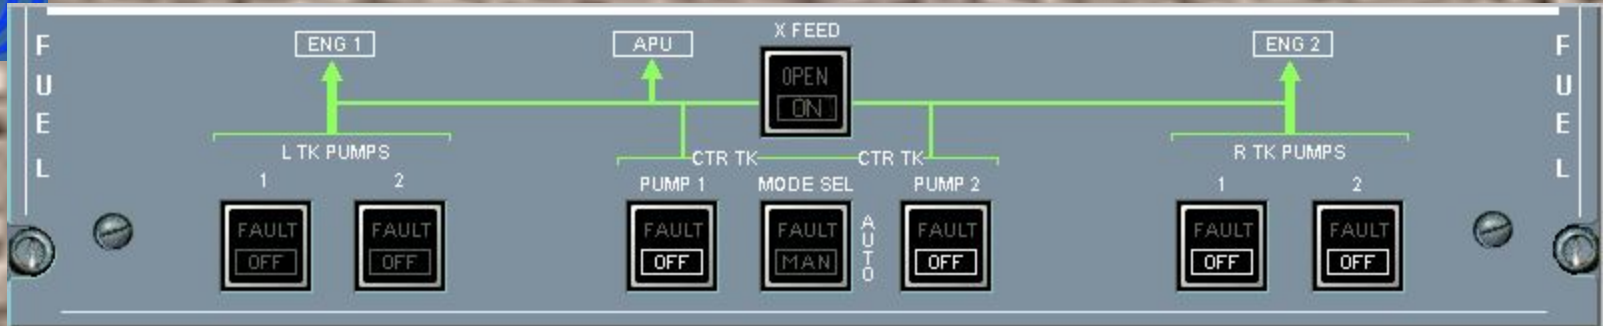 FUEL
FUEL
X FEED
ENG 1
APU
ENG 2
OPEN
ON
L TK PUMPS
CTR TK
CTR TK
R TK PUMPS
1
2
PUMP 1
MODE SEL
PUMP 2
1
2
FAULT
OFF
FAULT
OFF
FAULT
OFF
FAULT
MAN
AUTO
FAULT
OFF
FAULT
OFF
FAULT
OFF